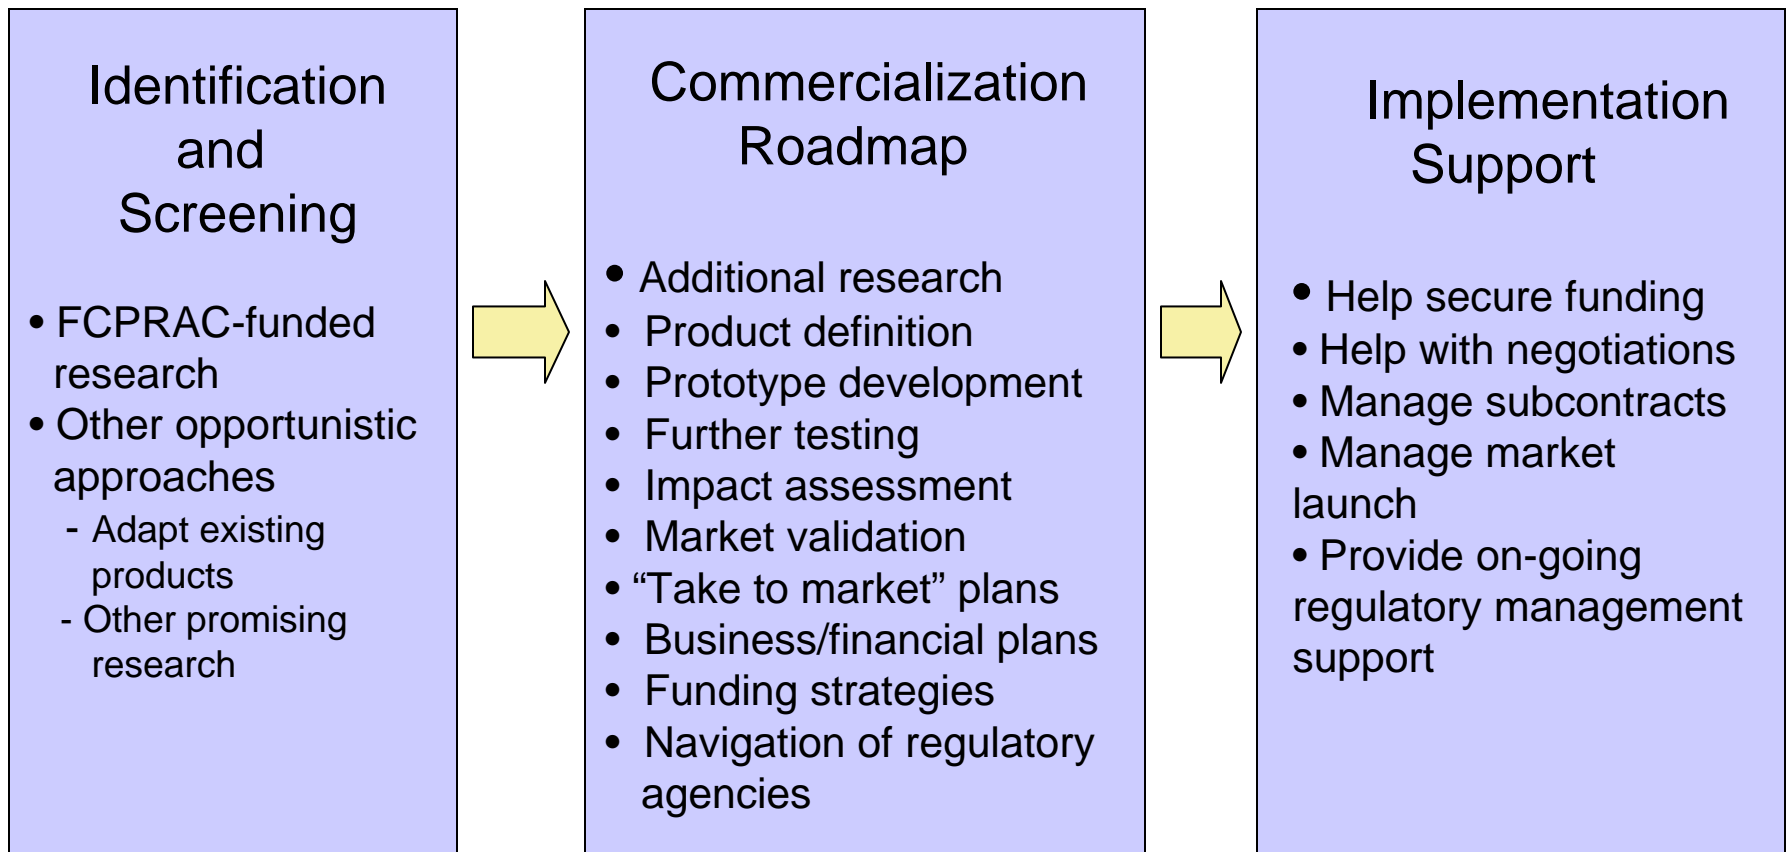 Identification
and
Screening
• FCPRAC-funded
research
• Other opportunistic
approaches
- Adapt existing
products
- Other promising
research
Commercialization
Roadmap
• Additional research
• Product definition
• Prototype development
• Further testing
• Impact assessment
• Market validation
• “Take to market” plans
• Business/financial plans
• Funding strategies
• Navigation of regulatory
agencies
Implementation
Support
• Help secure funding
• Help with negotiations
• Manage subcontracts
• Manage market
launch
• Provide on-going
regulatory management
support